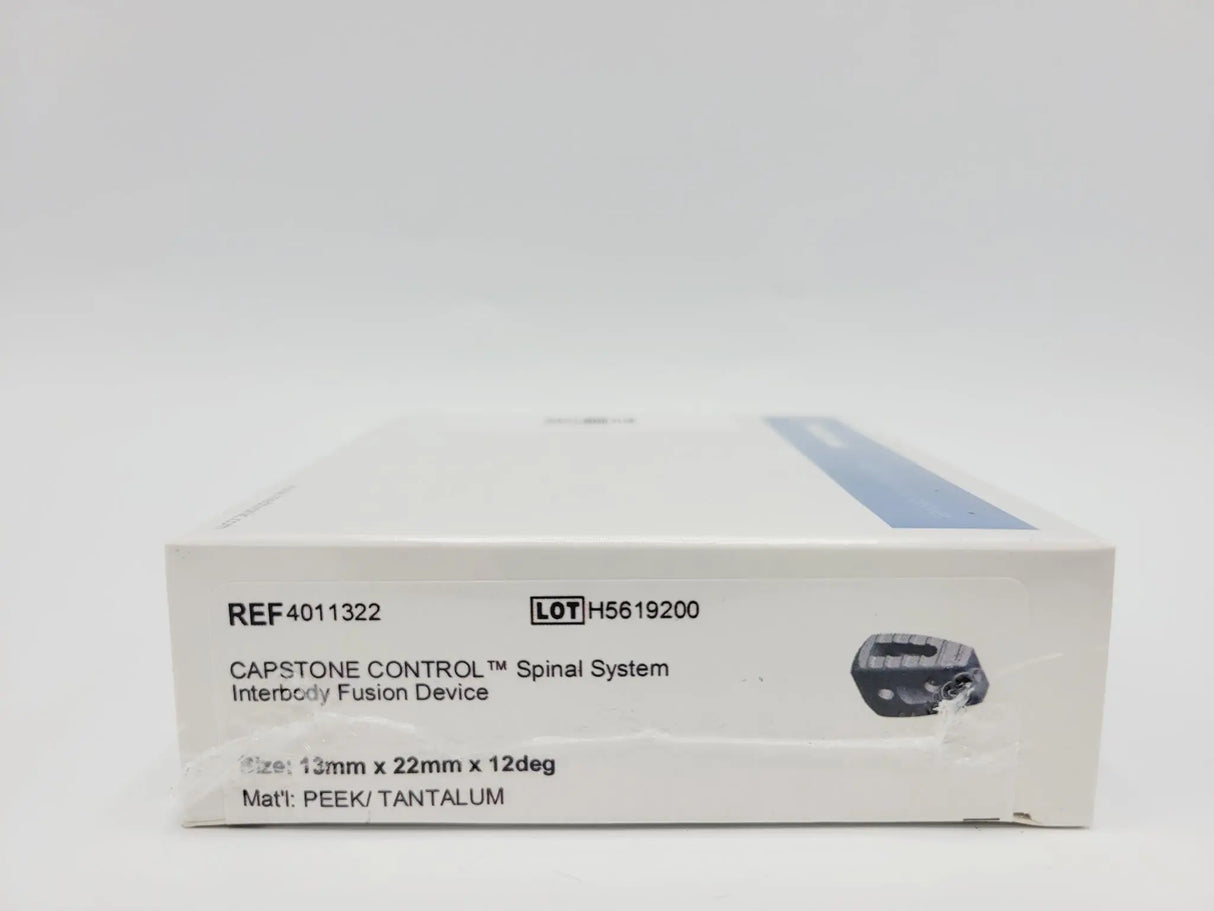 REF 4011322
LOT H5619200
CAPSTONE CONTROL™ Spinal System
Interbody Fusion Device
Size: 13mm x 22mm x 12deg
Mat'l: PEEK/ TANTALUM